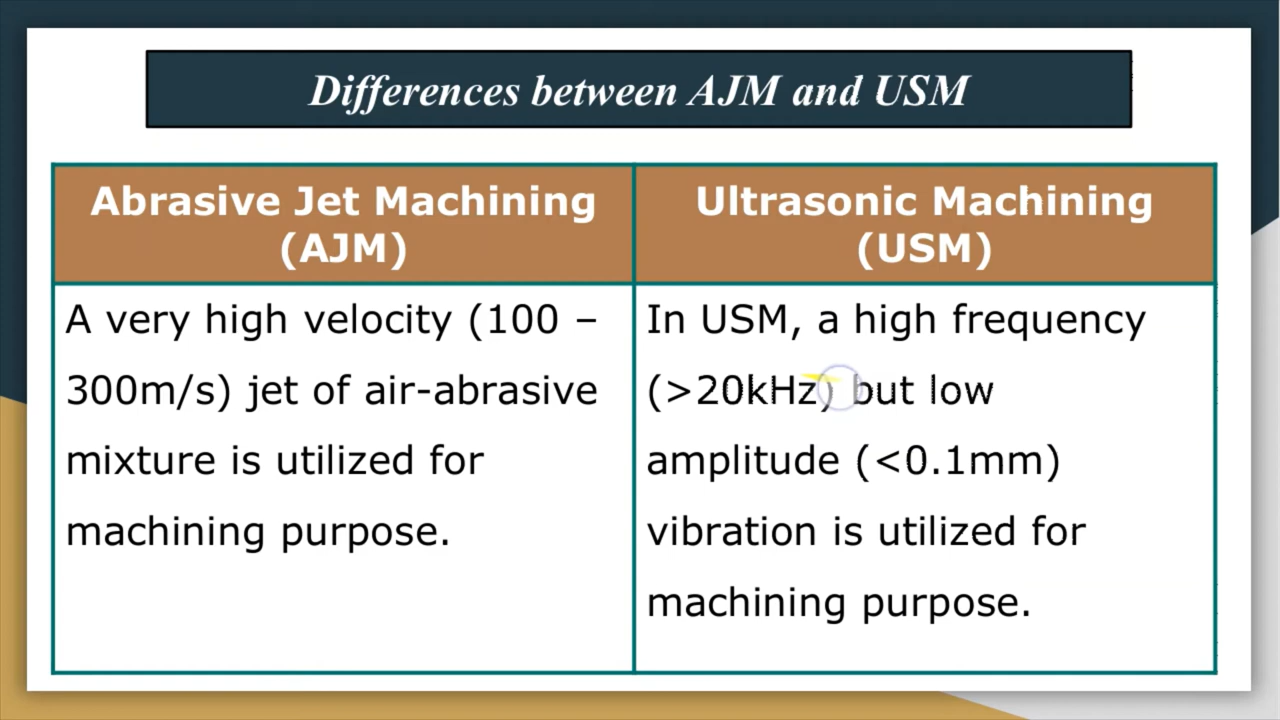 Differences between AJM and USM
Abrasive Jet Machining
(AJM)
Ultrasonic Machining
(USM)
A very high velocity (100 –
300m/s) jet of air-abrasive
mixture is utilized for
machining purpose.
In USM, a high frequency
(>20kHz) but low
amplitude (<0.1mm)
vibration is utilized for
machining purpose.